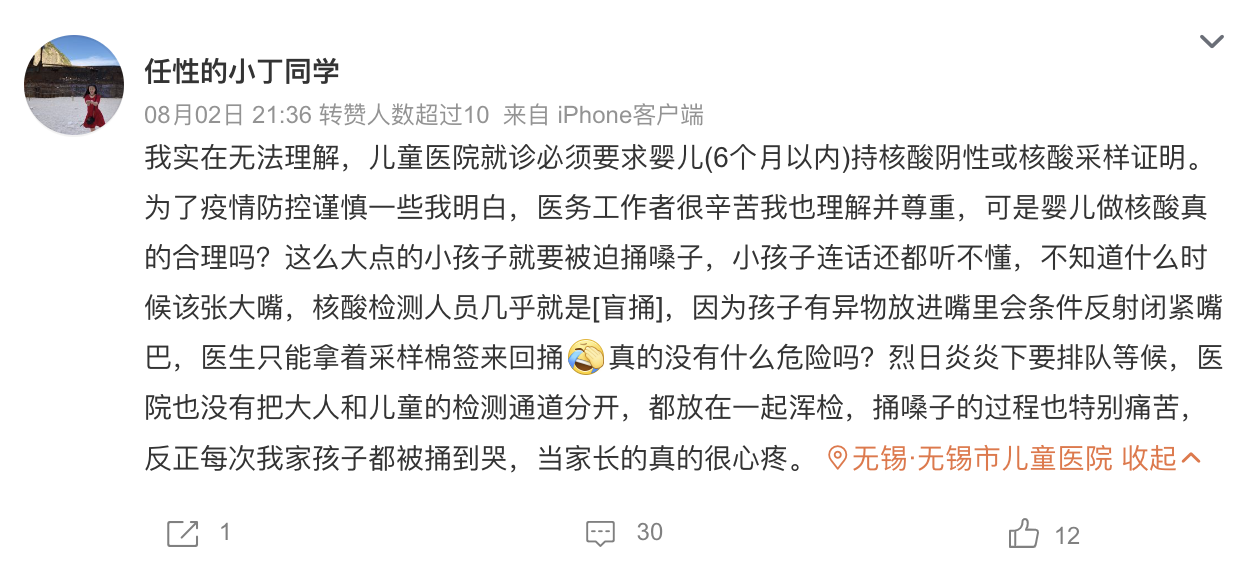 任性的小丁同学
08月02日 21:36 转赞人数超过10 来自 iPhone客户端
我实在无法理解，儿童医院就诊必须要求婴儿(6个月以内)持核酸阴性或核酸采样证明。
为了疫情防控谨慎一些我明白，医务工作者很辛苦我也理解并尊重，可是婴儿做核酸真
的合理吗？这么大点的小孩子就要被迫捅嗓子，小孩子连话还都听不懂，不知道什么时
候该张大嘴，核酸检测人员几乎就是[盲捅]，因为孩子有异物放进嘴里会条件反射闭紧嘴
巴，医生只能拿着采样棉签来回捅🤣真的没有什么危险吗？烈日炎炎下要排队等候，医
院也没有把大人和儿童的检测通道分开，都放在一起浑检，捅嗓子的过程也特别痛苦，
反正每次我家孩子都被捅到哭，当家长的真的很心疼。 无锡·无锡市儿童医院 收起
1 30 12